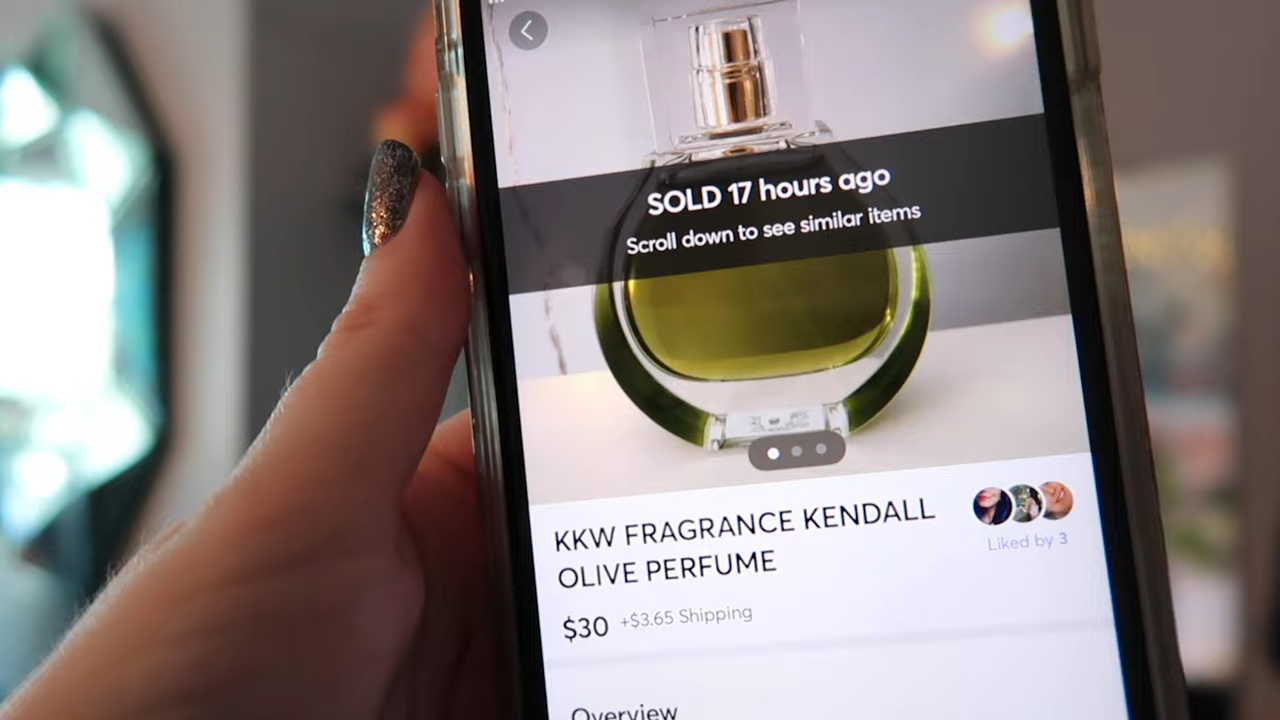 SOLD 17 hours ago
Scroll down to see similar items
KKW FRAGRANCE KENDALL
OLIVE PERFUME
Liked by 3
$30 +$3.65 Shipping
Overview